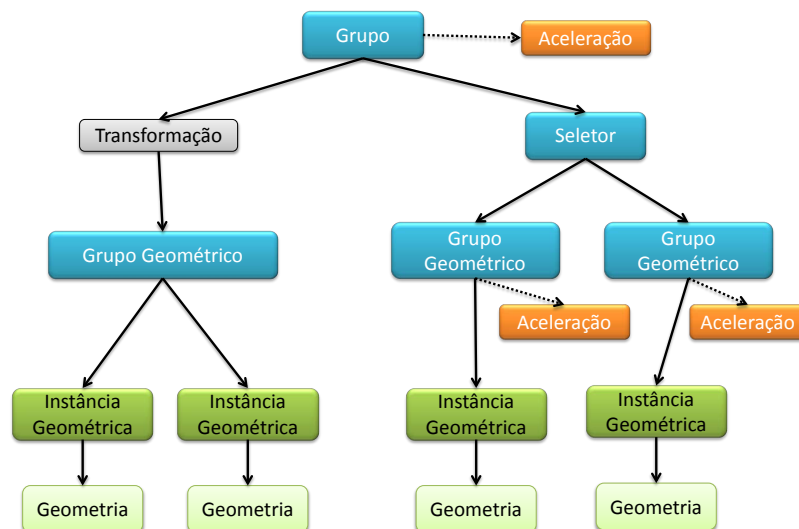 Grupo
Aceleração
Transformação
Seletor
Grupo Geométrico
Grupo
Geométrico
Grupo
Geométrico
Aceleração
Aceleração
Instância
Geométrica
Instância
Geométrica
Instância
Geométrica
Instância
Geométrica
Geometria
Geometria
Geometria
Geometria